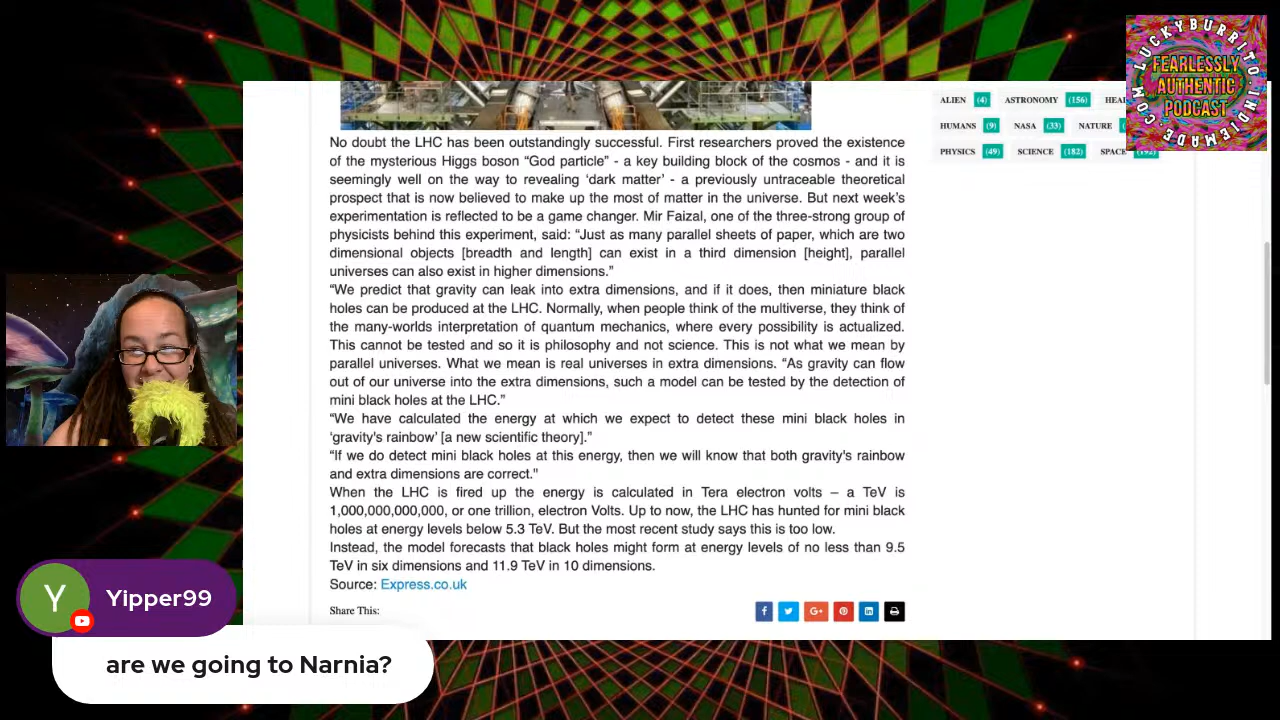 LUCKYBURRITO.INDIEMADE.COM
FEARLESSLY
AUTHENTIC
PODCAST
ALIEN (4) ASTRONOMY (156)
HUMANS (9) NASA (33) NATURE
PHYSICS (49) SCIENCE (182) SPACE
No doubt the LHC has been outstandingly successful. First researchers proved the existence
of the mysterious Higgs boson “God particle” - a key building block of the cosmos - and it is
seemingly well on the way to revealing ‘dark matter’ - a previously untraceable theoretical
prospect that is now believed to make up the most of matter in the universe. But next week’s
experimentation is reflected to be a game changer. Mir Faizal, one of the three-strong group of
physicists behind this experiment, said: “Just as many parallel sheets of paper, which are two
dimensional objects [breadth and length] can exist in a third dimension [height], parallel
universes can also exist in higher dimensions.”
“We predict that gravity can leak into extra dimensions, and if it does, then miniature black
holes can be produced at the LHC. Normally, when people think of the multiverse, they think of
the many-worlds interpretation of quantum mechanics, where every possibility is actualized.
This cannot be tested and so it is philosophy and not science. This is not what we mean by
parallel universes. What we mean is real universes in extra dimensions. “As gravity can flow
out of our universe into the extra dimensions, such a model can be tested by the detection of
mini black holes at the LHC.”
“We have calculated the energy at which we expect to detect these mini black holes in
‘gravity's rainbow’ [a new scientific theory].”
“If we do detect mini black holes at this energy, then we will know that both gravity's rainbow
and extra dimensions are correct."
When the LHC is fired up the energy is calculated in Tera electron volts – a TeV is
1,000,000,000,000, or one trillion, electron Volts. Up to now, the LHC has hunted for mini black
holes at energy levels below 5.3 TeV. But the most recent study says this is too low.
Instead, the model forecasts that black holes might form at energy levels of no less than 9.5
TeV in six dimensions and 11.9 TeV in 10 dimensions.
Source: Express.co.uk
Share This:
Y Yipper99
are we going to Narnia?